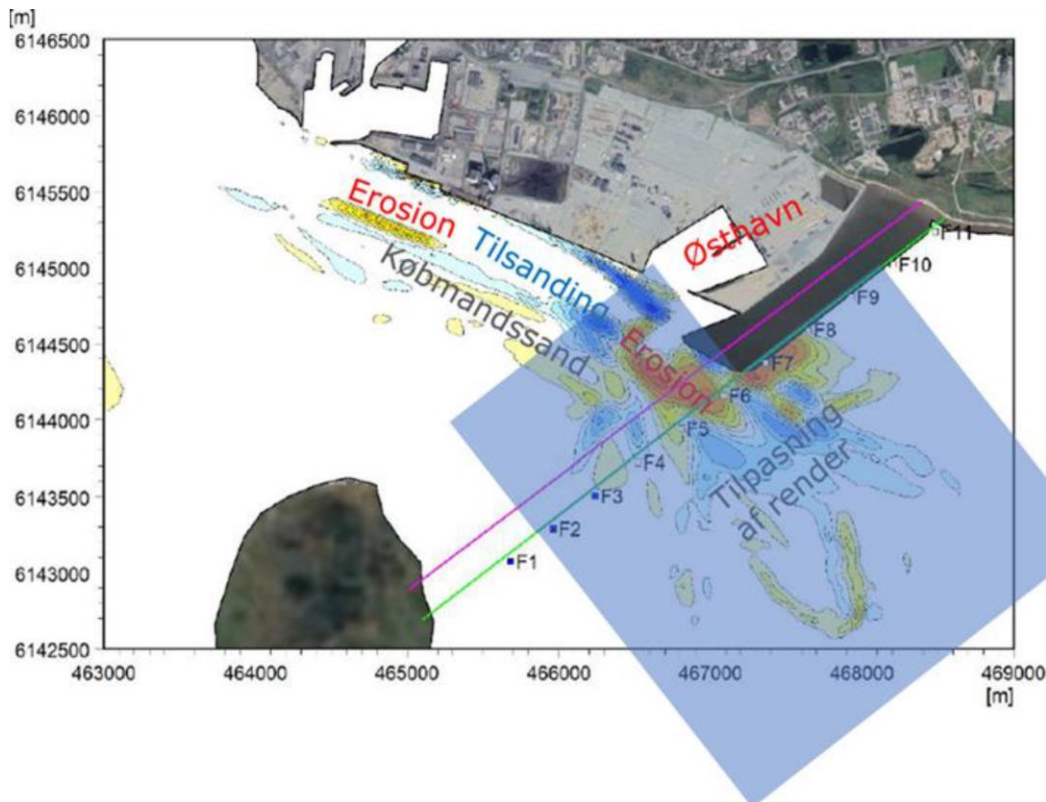 [m]
6146500
6146000
6145500
6145000
6144500
6144000
6143500
6143000
6142500
Erosion
Tilsanding
Købmandssand
Østhavn
Erosion
Tilpasning
af render
F11
F10
F9
F8
F7
F6
F5
F4
F3
F2
F1
463000 464000 465000 466000 467000 468000 469000
[m]